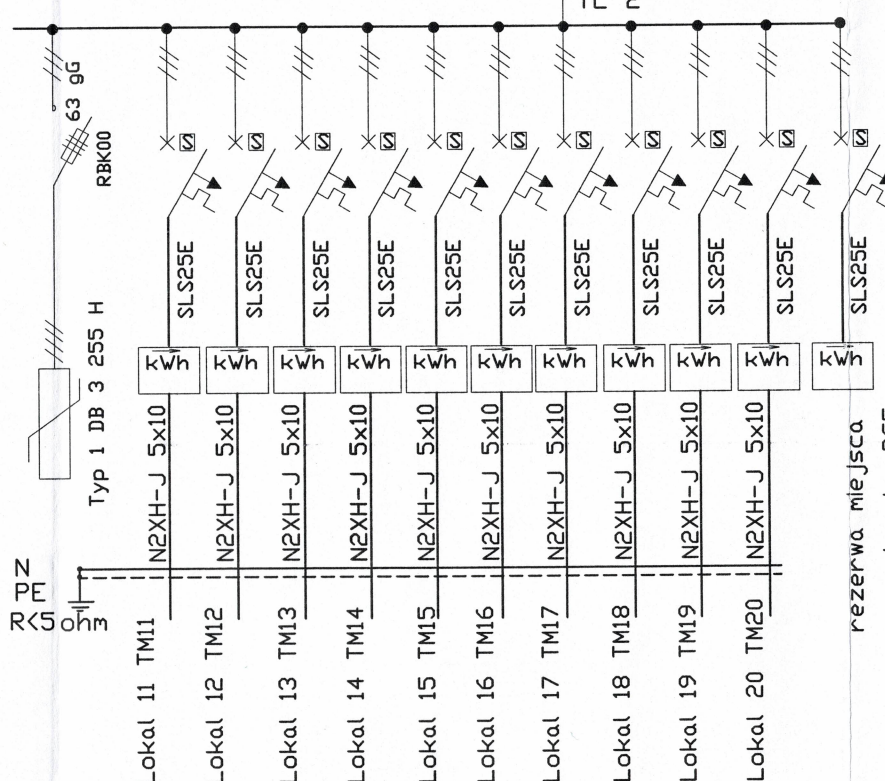 TL 2
63 gG
RBK00
S
S
S
S
S
S
S
S
S
S
S
SLS25E
SLS25E
SLS25E
SLS25E
SLS25E
SLS25E
SLS25E
SLS25E
SLS25E
SLS25E
SLS25E
Typ 1 DB 3 255 H
kWh
kWh
kWh
kWh
kWh
kWh
kWh
kWh
kWh
kWh
kWh
N2XH-J 5x10
N2XH-J 5x10
N2XH-J 5x10
N2XH-J 5x10
N2XH-J 5x10
N2XH-J 5x10
N2XH-J 5x10
N2XH-J 5x10
N2XH-J 5x10
N2XH-J 5x10
rezerwa miejsca
N
PE
R<5 ohm
Lokal 11 TM11
Lokal 12 TM12
Lokal 13 TM13
Lokal 14 TM14
Lokal 15 TM15
Lokal 16 TM16
Lokal 17 TM17
Lokal 18 TM18
Lokal 19 TM19
Lokal 20 TM20